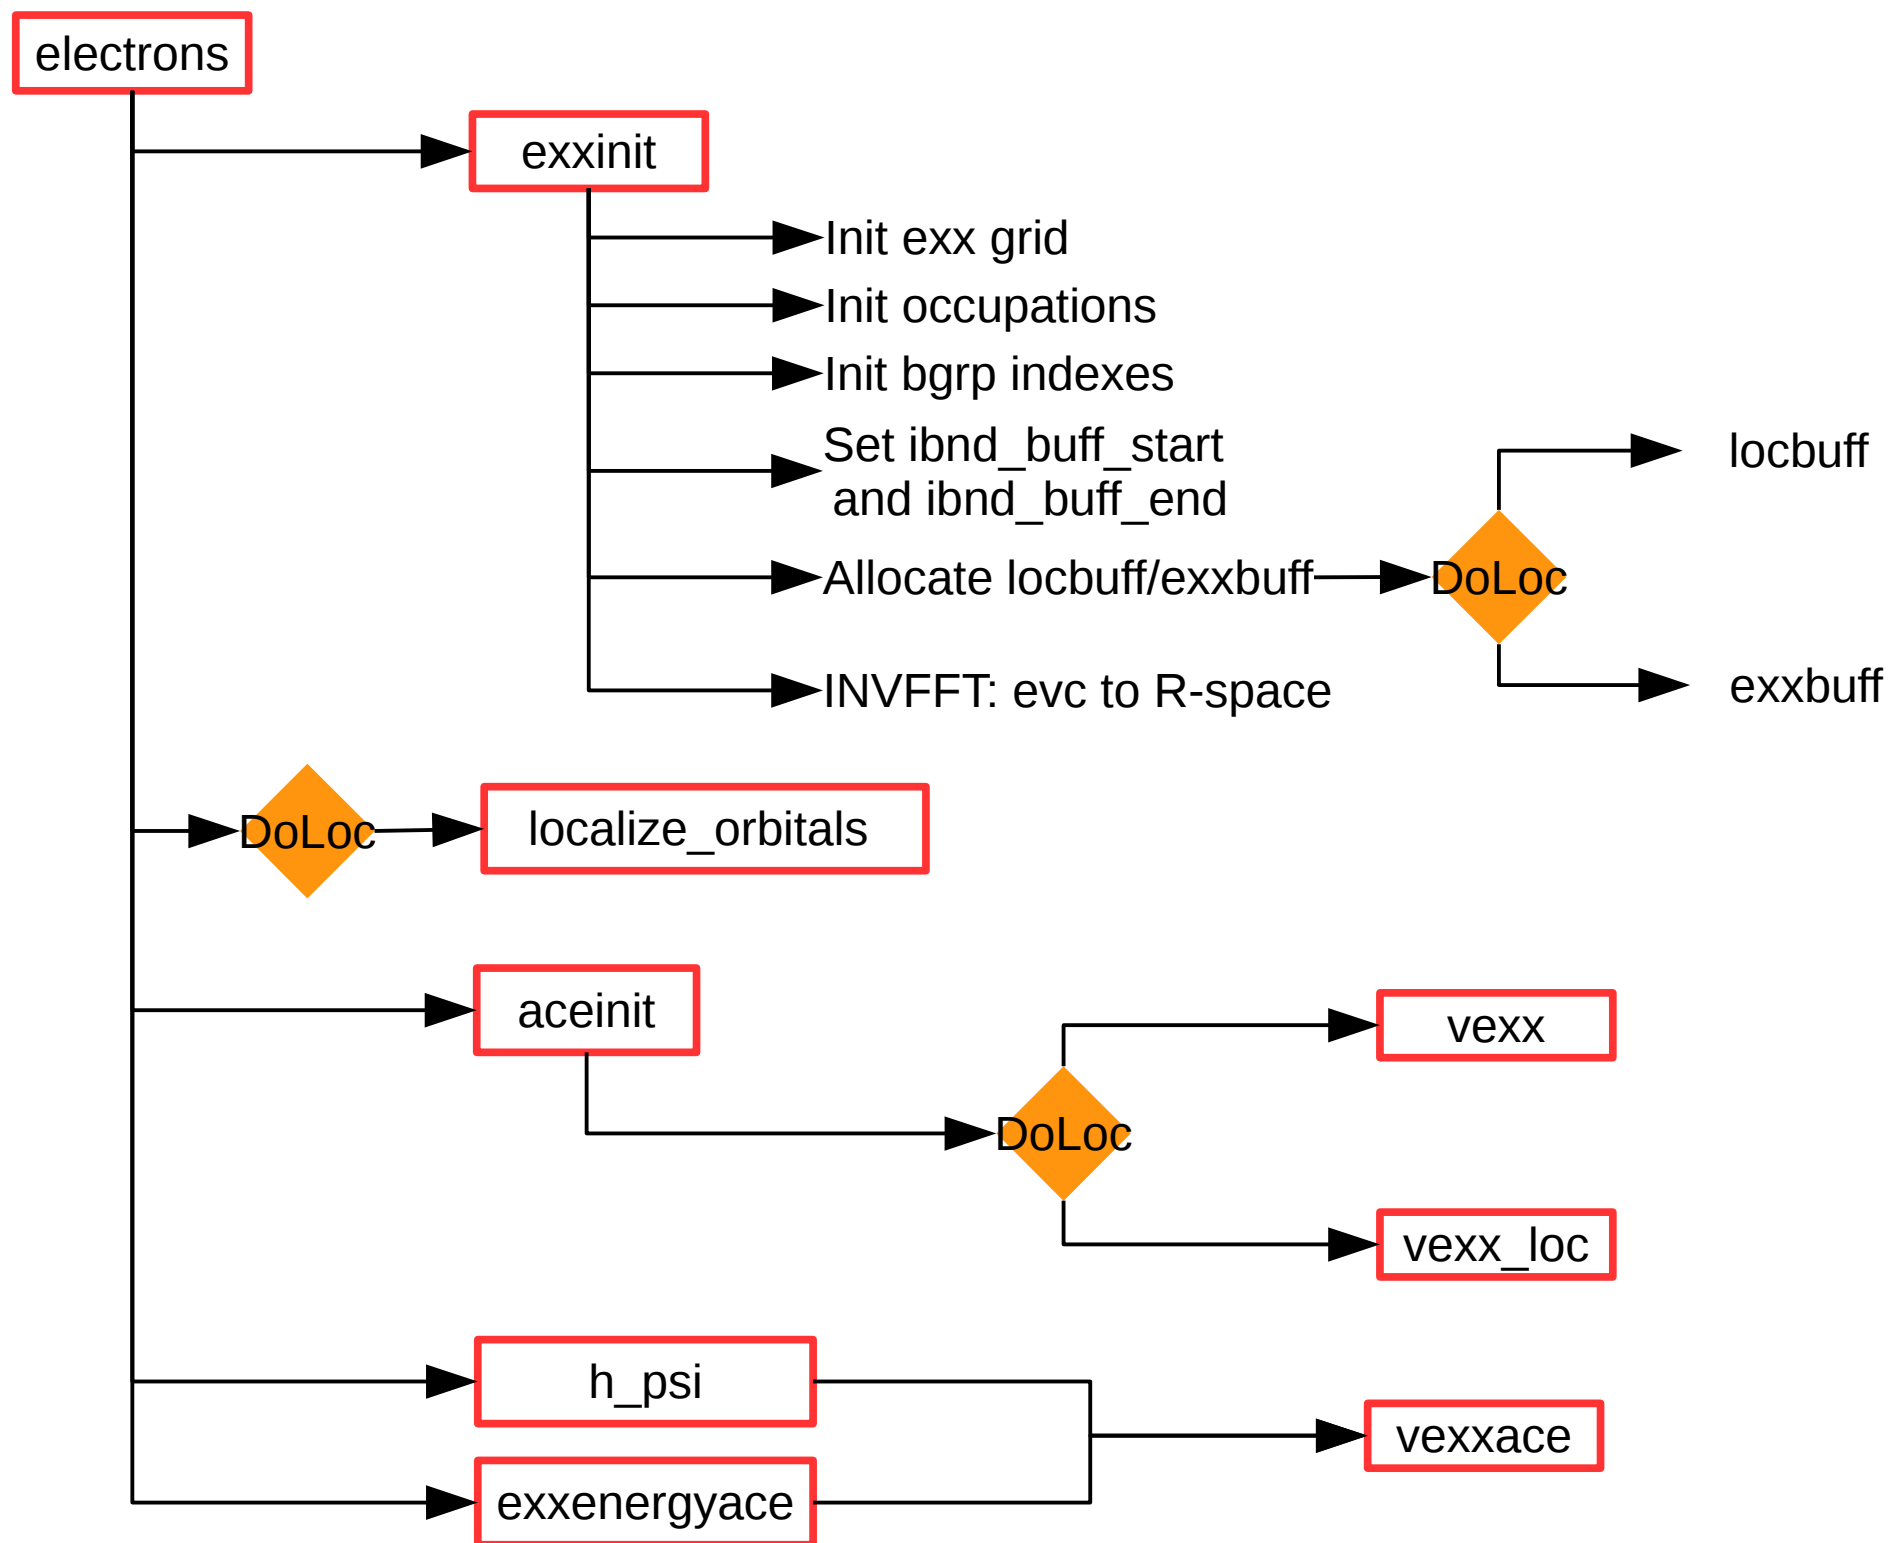 electrons
exxinit
Init exx grid
Init occupations
Init bgrp indexes
Set ibnd_buff_start
and ibnd_buff_end
locbuff
Allocate locbuff/exxbuff
DoLoc
exxbuff
INVFFT: evc to R-space
DoLoc
localize_orbitals
aceinit
vexx
DoLoc
vexx_loc
h_psi
vexxace
exxenergyace